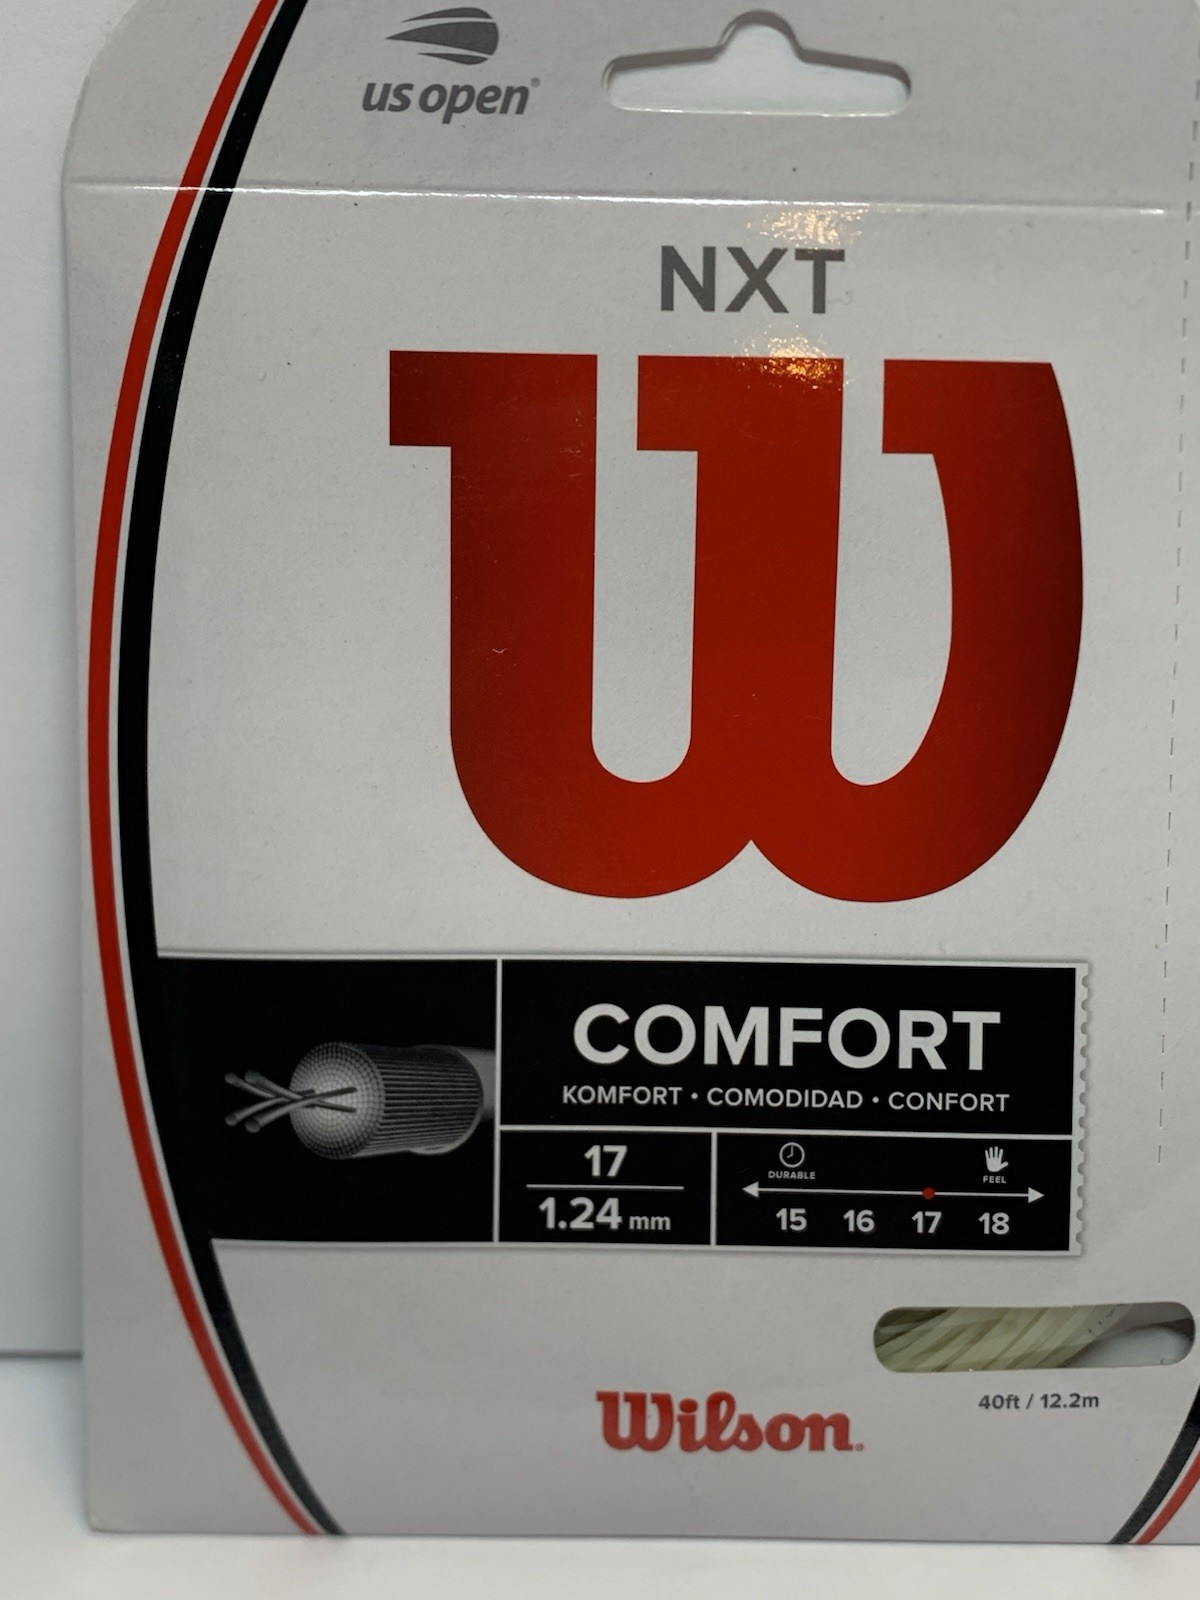 us open®
NXT
W
COMFORT
KOMFORT • COMODIDAD • CONFORT
17
1.24 mm
DURABLE FEEL
15 16 17 18
40ft / 12.2m
Wilson.